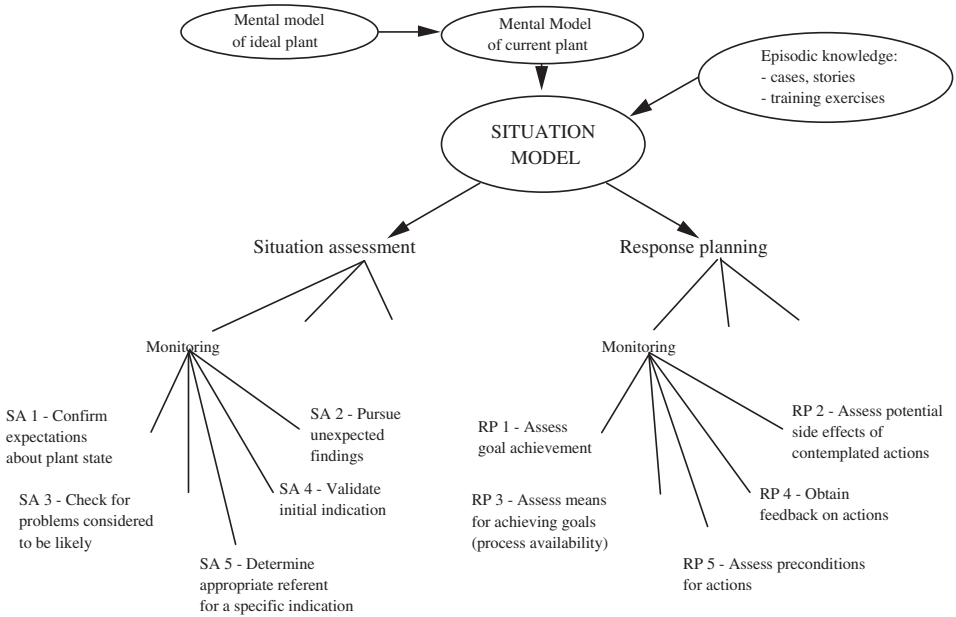 Mental model
of ideal plant
Mental Model
of current plant
Episodic knowledge:
- cases, stories
- training exercises
SITUATION
MODEL
Situation assessment
Response planning
Monitoring
SA 1 - Confirm
expectations
about plant state
SA 2 - Pursue
unexpected
findings
SA 3 - Check for
problems considered
to be likely
SA 4 - Validate
initial indication
SA 5 - Determine
appropriate referent
for a specific indication
Monitoring
RP 1 - Assess
goal achievement
RP 2 - Assess potential
side effects of
contemplated actions
RP 3 - Assess means
for achieving goals
(process availability)
RP 4 - Obtain
feedback on actions
RP 5 - Assess preconditions
for actions